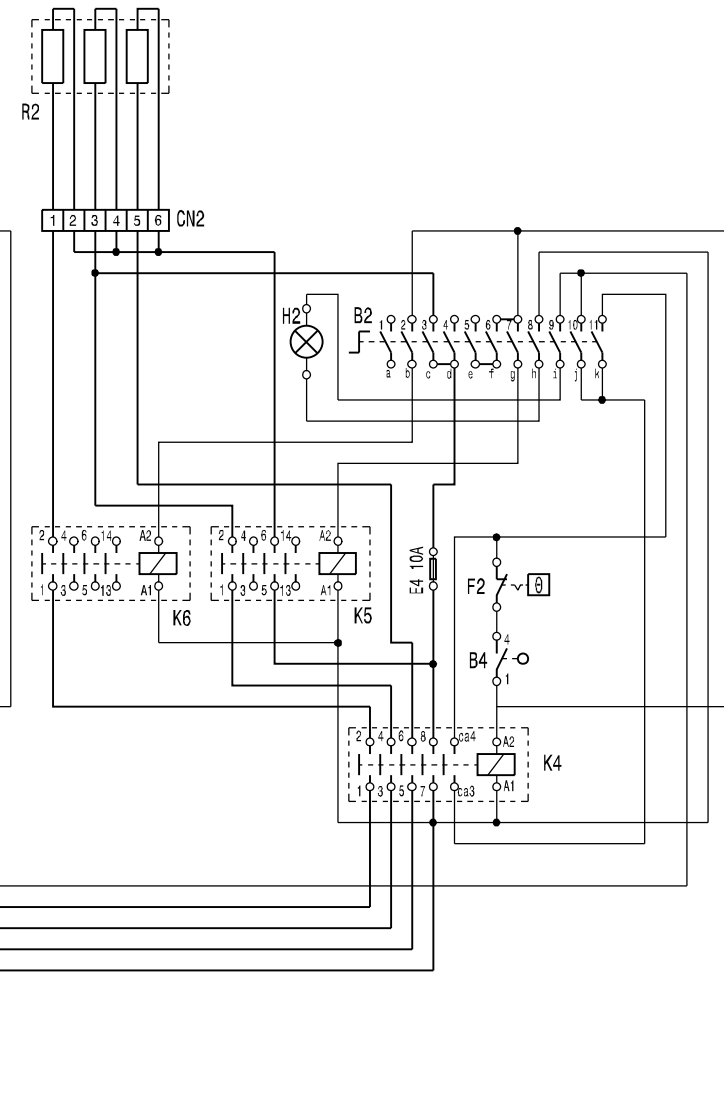 R2
1 2 3 4 5 6 CN2
H2 B2 1 2 3 4 5 6 7 8 9 10 11
a b c d e f g h i j k
2 4 6 14 A2
1 3 5 13 A1
K6
2 4 6 14 A2
1 3 5 13 A1
K5
E4 10A
F2 θ
4
B4
1
2 4 6 8 ca4 A2
K4
1 3 5 7 ca3 A1